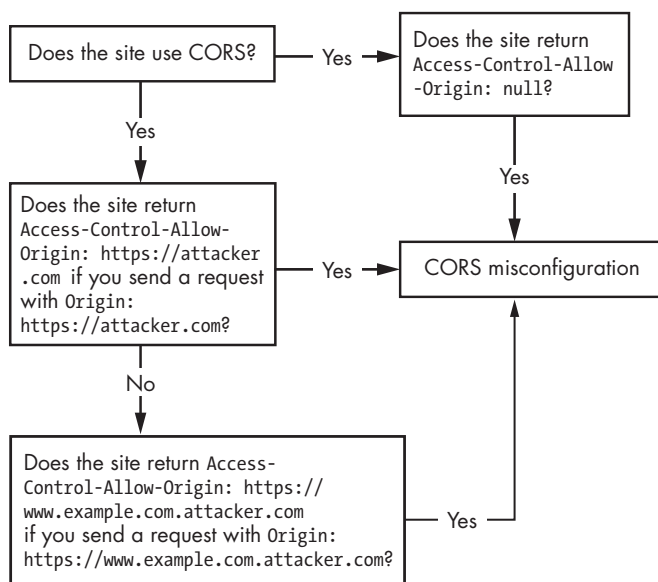 Does the site use CORS?
Yes
Does the site return
Access-Control-Allow
-Origin: null?
Yes
Yes
Does the site return
Access-Control-Allow-
Origin: https://attacker
.com if you send a request
with Origin:
https://attacker.com?
Yes
CORS misconfiguration
No
Does the site return Access-
Control-Allow-Origin: https://
www.example.com.attacker.com
if you send a request with Origin:
https://www.example.com.attacker.com?
Yes